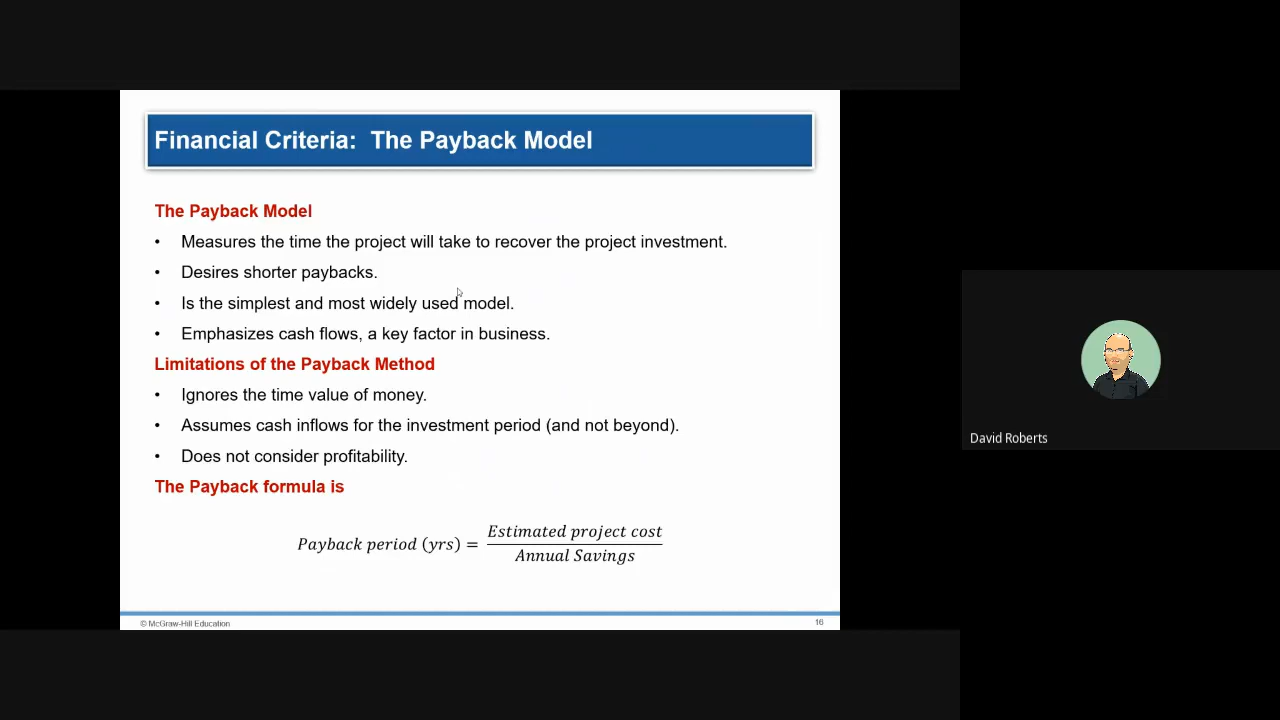 Financial Criteria: The Payback Model
The Payback Model
• Measures the time the project will take to recover the project investment.
• Desires shorter paybacks.
• Is the simplest and most widely used model.
• Emphasizes cash flows, a key factor in business.
Limitations of the Payback Method
• Ignores the time value of money.
• Assumes cash inflows for the investment period (and not beyond).
• Does not consider profitability.
The Payback formula is
Payback period (yrs) = Estimated project cost / Annual Savings
© McGraw-Hill Education
16
David Roberts